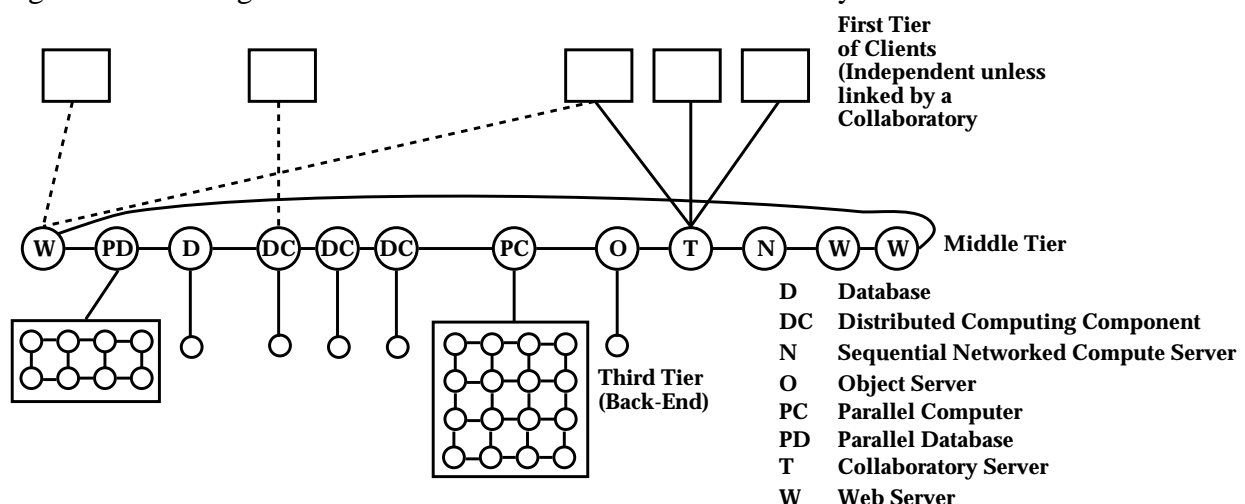 First Tier
of Clients
(Independent unless
linked by a
Collaboratory
W PD D DC DC DC PC O T N W W Middle Tier
D Database
DC Distributed Computing Component
N Sequential Networked Compute Server
O Object Server
Third Tier
(Back-End)
PC Parallel Computer
PD Parallel Database
T Collaboratory Server
W Web Server